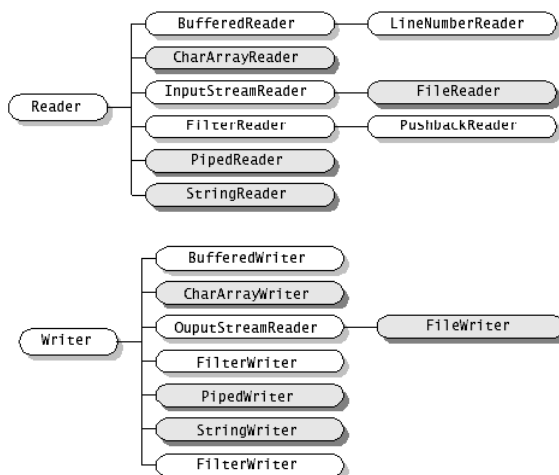 BufferedReader LineNumberReader
CharArrayReader
InputStreamReader FileReader
Reader
FilterReader PushbackReader
PipedReader
StringReader
BufferedWriter
CharArrayWriter
OuputStreamReader FileWriter
Writer
FilterWriter
PipedWriter
StringWriter
FilterWriter